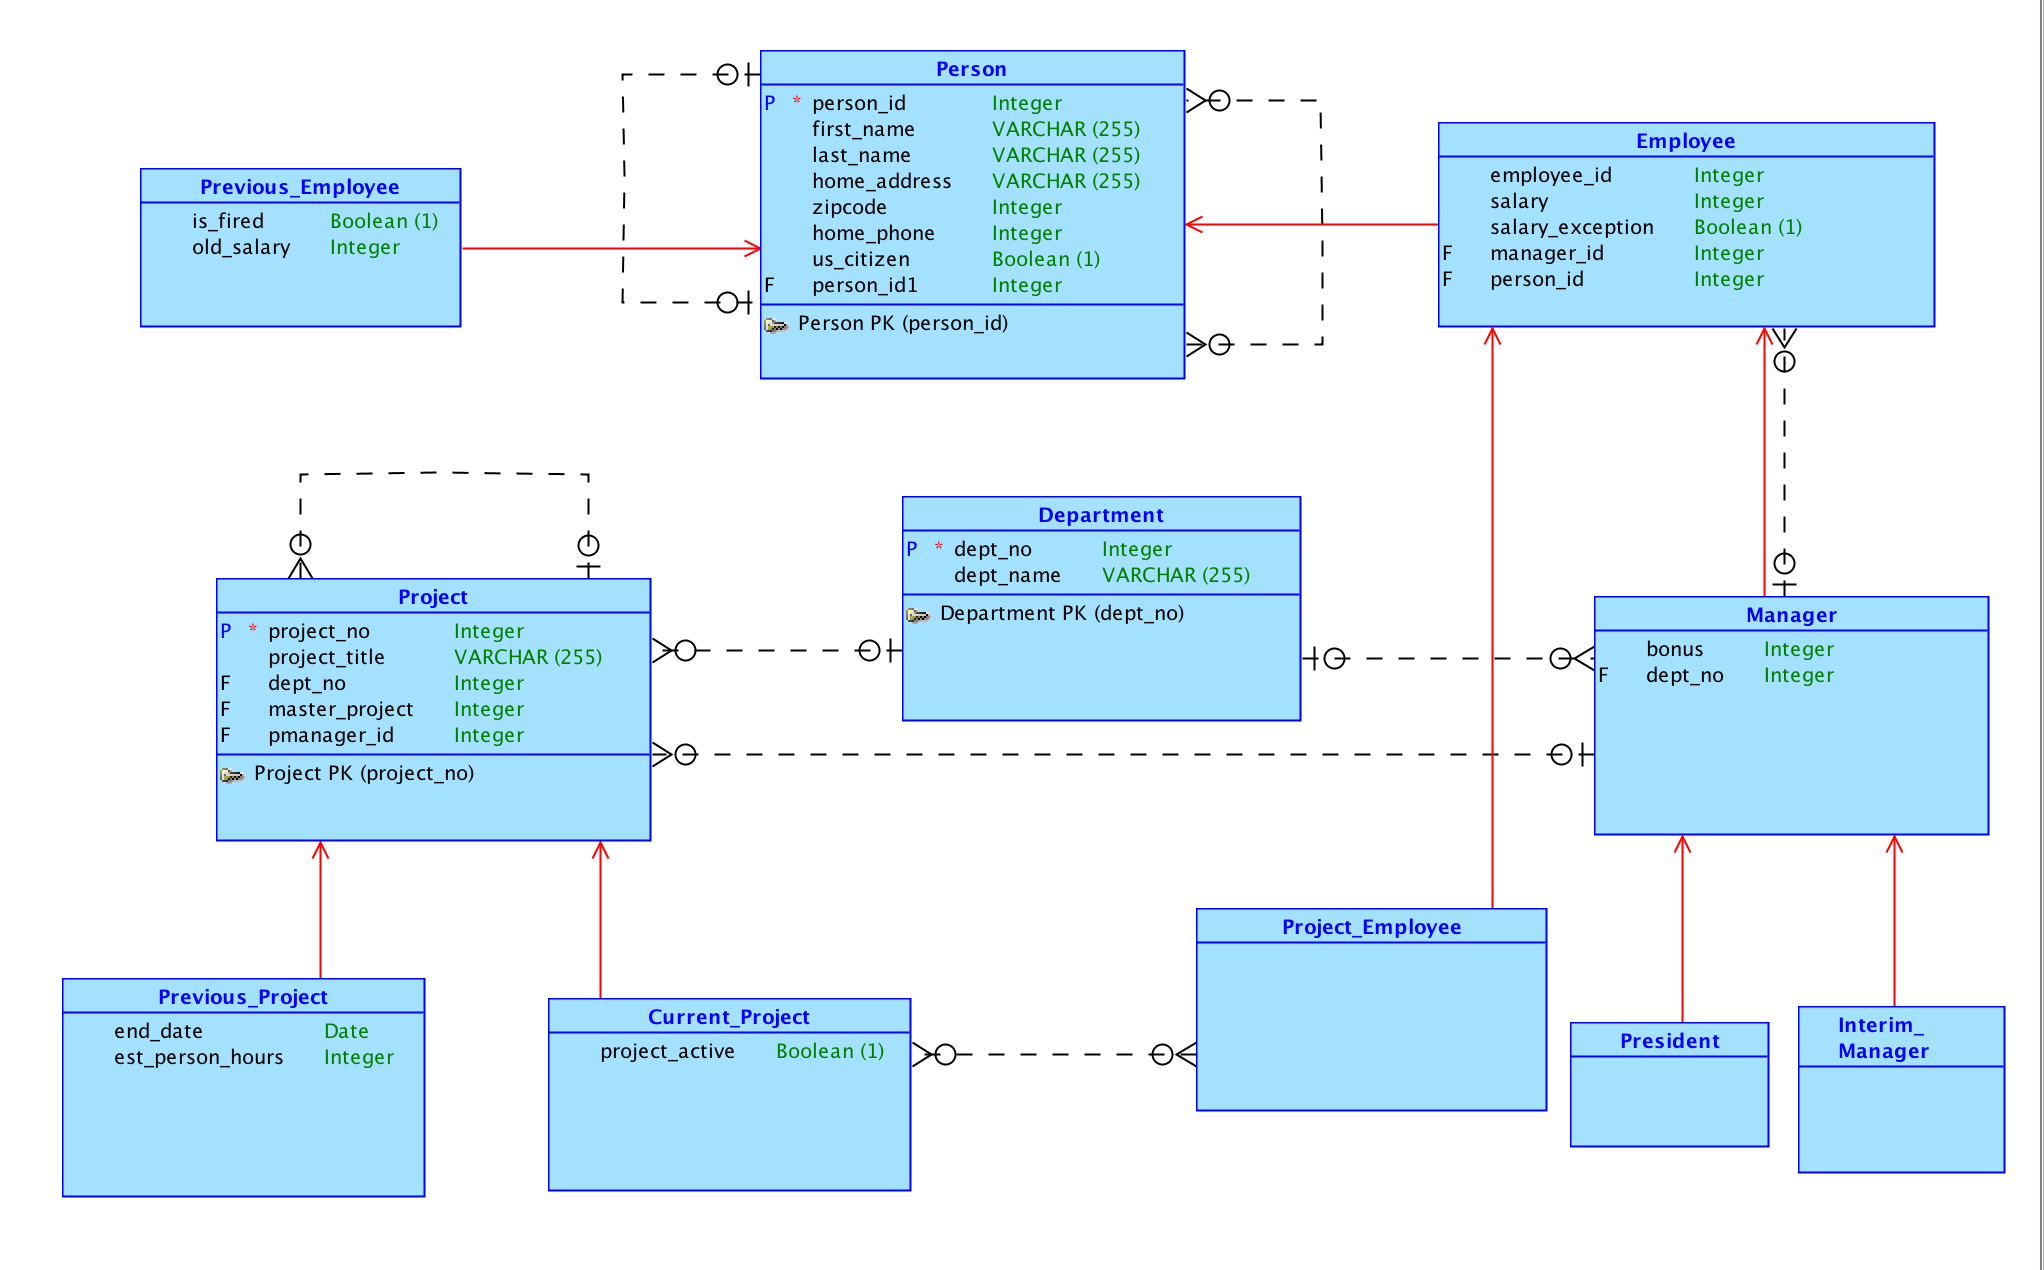 Person
P * person_id Integer
first_name VARCHAR (255)
last_name VARCHAR (255)
home_address VARCHAR (255)
zipcode Integer
home_phone Integer
us_citizen Boolean (1)
F person_id1 Integer
Person PK (person_id)
Employee
employee_id Integer
salary Integer
salary_exception Boolean (1)
F manager_id Integer
F person_id Integer
Previous_Employee
is_fired Boolean (1)
old_salary Integer
Department
P * dept_no Integer
dept_name VARCHAR (255)
Department PK (dept_no)
Project
P * project_no Integer
project_title VARCHAR (255)
F dept_no Integer
F master_project Integer
F pmanager_id Integer
Project PK (project_no)
Manager
bonus Integer
F dept_no Integer
Project_Employee
Previous_Project
end_date Date
est_person_hours Integer
Current_Project
project_active Boolean (1)
President
Interim_
Manager